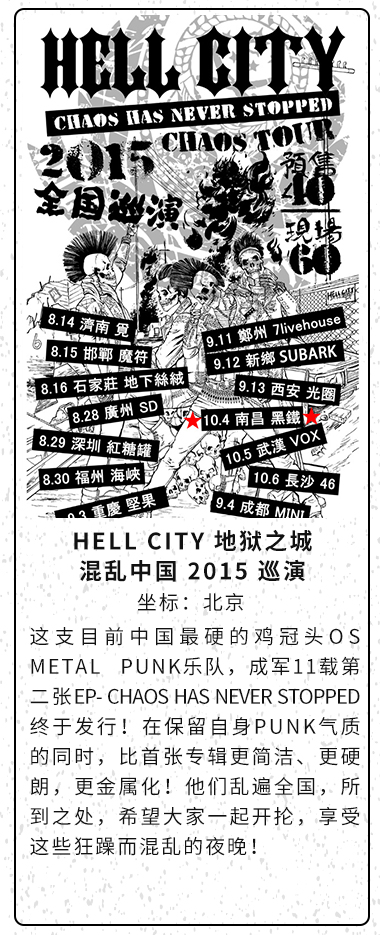 HELL CITY
CHAOS HAS NEVER STOPPED
CHAOS TOUR
2015
全国巡演
預售
40
現場
60
8.14 濟南 覓
8.15 邯鄲 魔符
8.16 石家莊 地下絲絨
8.28 廣州 SD
8.29 深圳 紅糖罐
8.30 福州 海峽
9.3 重慶 堅果
9.11 鄭州 7livehouse
9.12 新鄉 SUBARK
9.13 西安 光圈
10.4 南昌 黑鐵
10.5 武漢 VOX
10.6 長沙 46
9.4 成都 MINI
HELL CITY 地狱之城
混乱中国 2015 巡演
坐标：北京
这支目前中国最硬的鸡冠头OS
METAL PUNK乐队，成军11载第
二张EP- CHAOS HAS NEVER STOPPED
终于发行！在保留自身PUNK气质
的同时，比首张专辑更简洁、更硬
朗，更金属化！他们乱遍全国，所
到之处，希望大家一起开抡，享受
这些狂躁而混乱的夜晚！